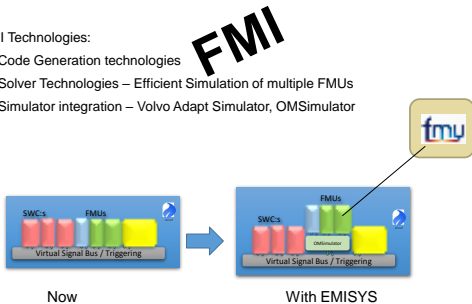 I Technologies:
Code Generation technologies
FMI
Solver Technologies – Efficient Simulation of multiple FMUs
Simulator integration – Volvo Adapt Simulator, OMSimulator
fmu
SWC:s FMUs
Virtual Signal Bus / Triggering
FMUs
SWC:s
OMSimulator
Virtual Signal Bus / Triggering
Now
With EMISYS